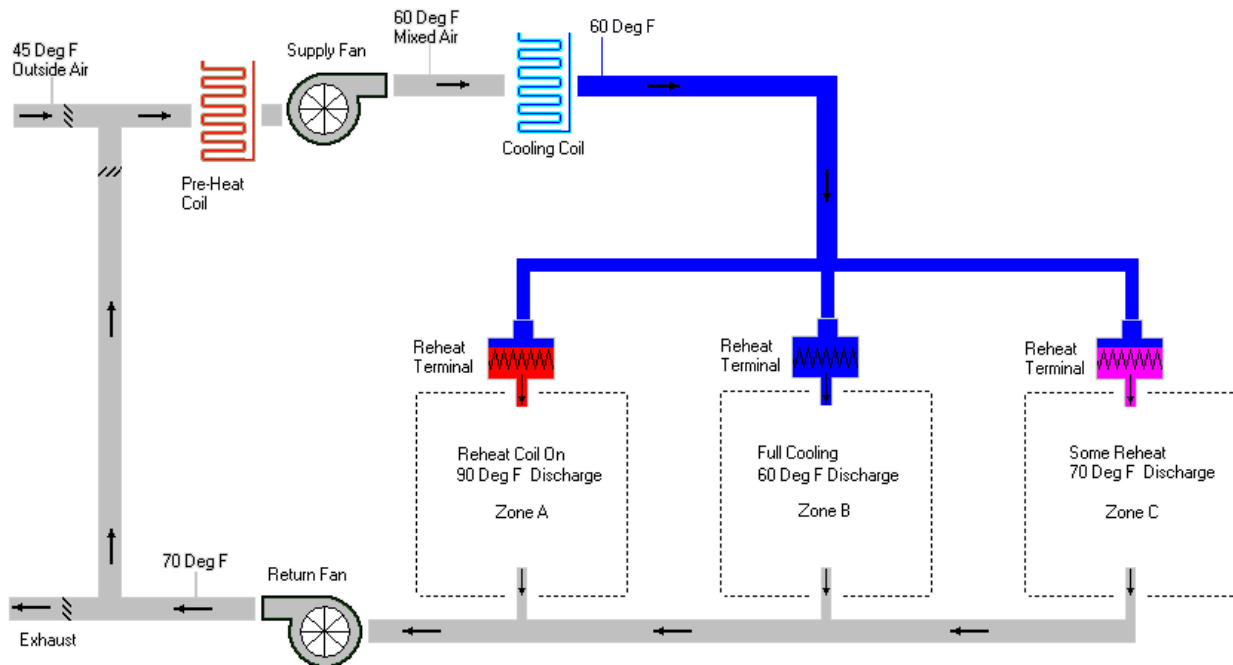 45 Deg F
Outside Air
Supply Fan
60 Deg F
Mixed Air
60 Deg F
Cooling Coil
Pre-Heat
Coil
Reheat
Terminal
Reheat
Terminal
Reheat
Terminal
Reheat Coil On
90 Deg F Discharge
Zone A
Full Cooling
60 Deg F Discharge
Zone B
Some Reheat
70 Deg F Discharge
Zone C
70 Deg F
Return Fan
Exhaust